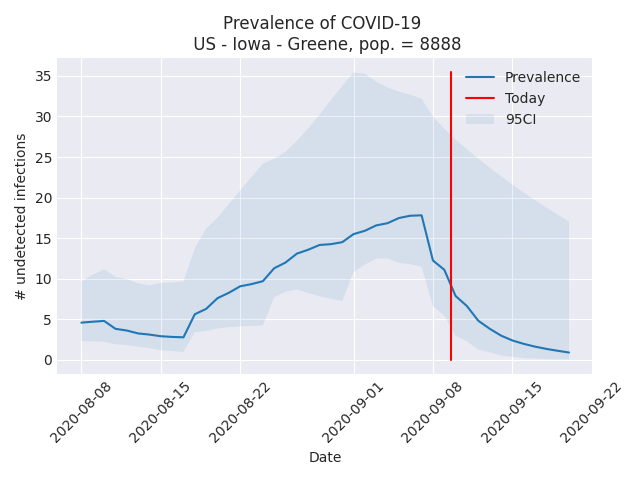 Prevalence of COVID-19
US - Iowa - Greene, pop. = 8888
# undetected infections
35
30
25
20
15
10
5
0
Prevalence
Today
95CI
2020-08-08
2020-08-15
2020-08-22
2020-09-01
2020-09-08
2020-09-15
2020-09-22
Date